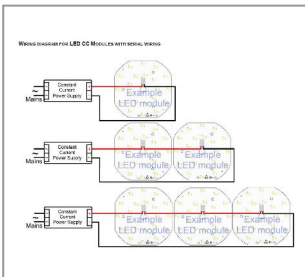 WIRING DIAGRAM FOR LED CC MODULES WITH SERIAL WIRING
Constant
Current
Power Supply
~
Mains
Example
LED module
Constant
Current
Power Supply
~
Mains
Example
LED module
Example
LED module
Constant
Current
Power Supply
~
Mains
Example
LED module
Example
LED module
Example
LED module